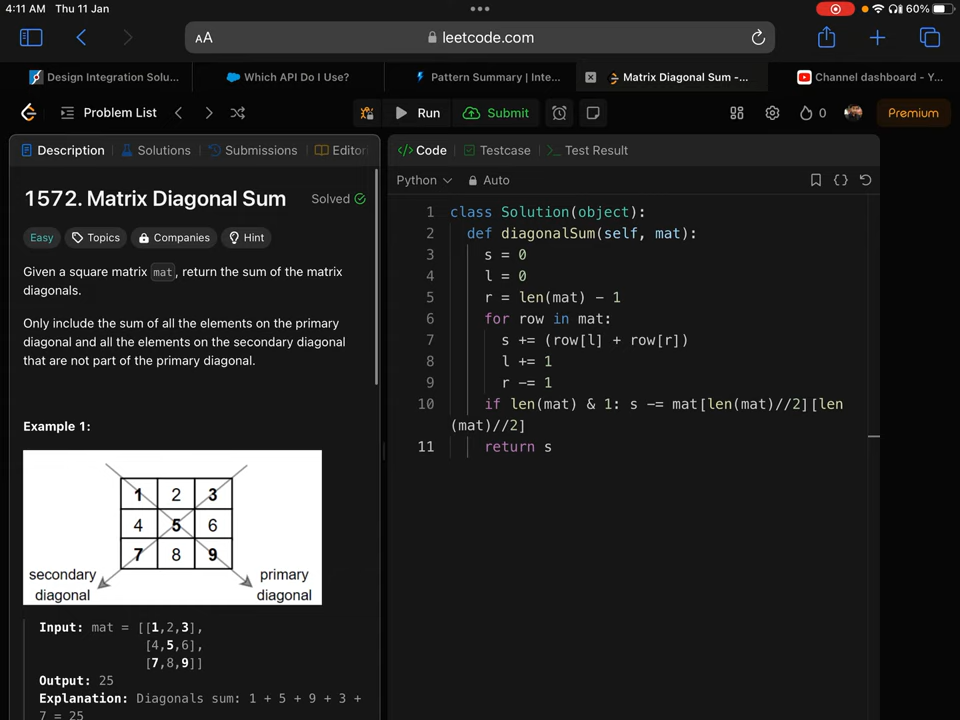 4:11 AM Thu 11 Jan
60%
AA
leetcode.com
Design Integration Solu...
Which API Do I Use?
Pattern Summary | Inte...
Matrix Diagonal Sum -...
Channel dashboard - Y...
Problem List
Run
Submit
0
Premium
Description
Solutions
Submissions
Editor
Code
Testcase
Test Result
Python
Auto
1572. Matrix Diagonal Sum
Solved
Easy
Topics
Companies
Hint
Given a square matrix mat, return the sum of the matrix
diagonals.
Only include the sum of all the elements on the primary
diagonal and all the elements on the secondary diagonal
that are not part of the primary diagonal.
Example 1:
1 2 3
4 5 6
7 8 9
secondary
diagonal
primary
diagonal
Input: mat = [[1,2,3],
[4,5,6],
[7,8,9]]
Output: 25
Explanation: Diagonals sum: 1 + 5 + 9 + 3 +
7 = 25
1 class Solution(object):
2 def diagonalSum(self, mat):
3 s = 0
4 l = 0
5 r = len(mat) - 1
6 for row in mat:
7 s += (row[l] + row[r])
8 l += 1
9 r -= 1
10 if len(mat) & 1: s -= mat[len(mat)//2][len
(mat)//2]
11 return s